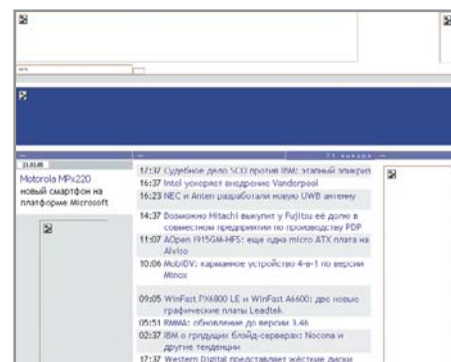 21 января
21.01.05
Motorola MPx220
новый смартфон на
платформе Microsoft
17:37 Судебное дело SCO против IBM: этапный эпикриз
16:37 Intel ускоряет внедрение Vanderpool
16:23 NEC и Anten разработали новую UWB антенну
14:37 Возможно Hitachi выкупит у Fujitsu её долю в
совместном предприятии по производству PDP
11:07 AOpen i915GM-HFS: еще одна micro ATX плата на
Alviso
10:06 MobiDV: карманное устройство 4-в-1 по версии
Minox
09:05 WinFast PX6800 LE и WinFast A6600: две новые
графические платы Leadtek
05:51 RMMA: обновление до версии 3.46
02:37 IBM о грядущих блэйд-серверах: Nocona и
другие тенденции
17:37 Western Digital представляет жёсткие диски